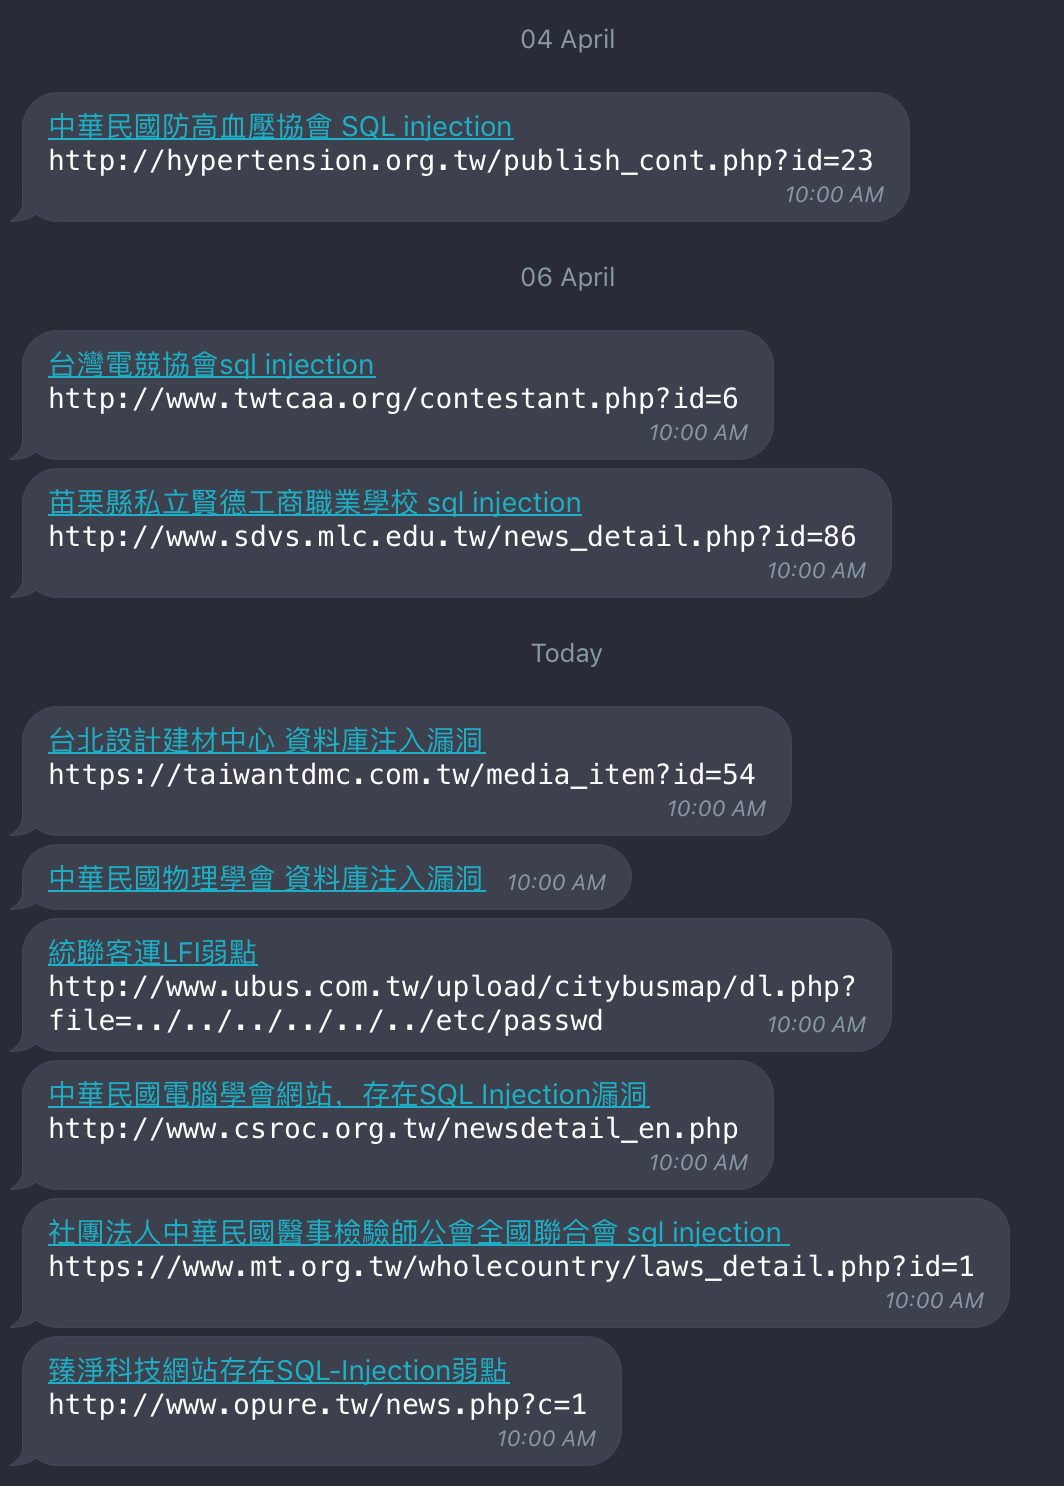 04 April
中華民國防高血壓協會 SQL injection
http://hypertension.org.tw/publish_cont.php?id=23
10:00 AM
06 April
台灣電競協會sql injection
http://www.twtcaa.org/contestant.php?id=6
10:00 AM
苗栗縣私立賢德工商職業學校 sql injection
http://www.sdvs.mlc.edu.tw/news_detail.php?id=86
10:00 AM
Today
台北設計建材中心 資料庫注入漏洞
https://taiwantdmc.com.tw/media_item?id=54
10:00 AM
中華民國物理學會 資料庫注入漏洞 10:00 AM
統聯客運LFI弱點
http://www.ubus.com.tw/upload/citybusmap/dl.php?
file=../../../../../../etc/passwd 10:00 AM
中華民國電腦學會網站，存在SQL Injection漏洞
http://www.csroc.org.tw/newsdetail_en.php
10:00 AM
社團法人中華民國醫事檢驗師公會全國聯合會 sql injection
https://www.mt.org.tw/wholecountry/laws_detail.php?id=1
10:00 AM
臻淨科技網站存在SQL-Injection弱點
http://www.opure.tw/news.php?c=1
10:00 AM